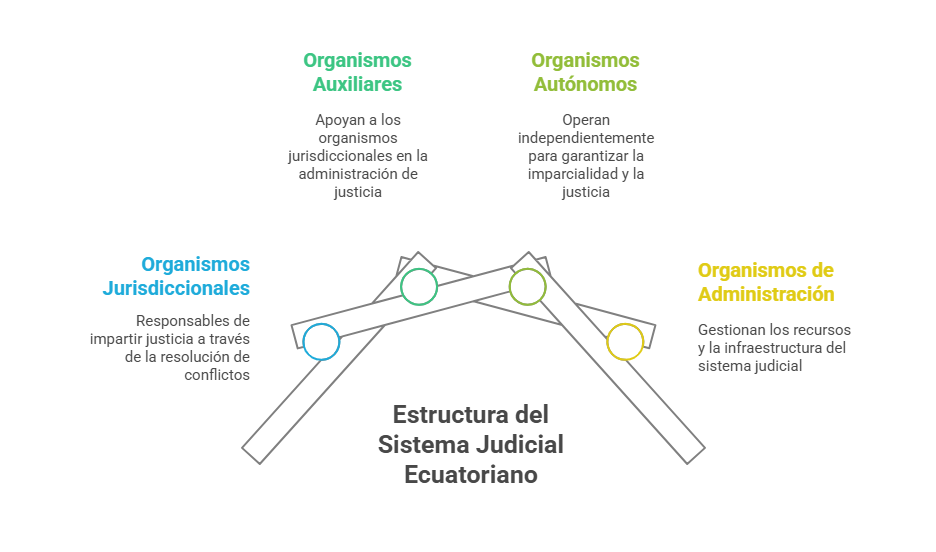 Organismos
Auxiliares
Apoyan a los
organismos
jurisdiccionales en la
administración de
justicia
Organismos
Autónomos
Operan
independientemente
para garantizar la
imparcialidad y la
justicia
Organismos
Jurisdiccionales
Responsables de
impartir justicia a través
de la resolución de
conflictos
Organismos de
Administración
Gestionan los recursos
y la infraestructura del
sistema judicial
Estructura del
Sistema Judicial
Ecuatoriano